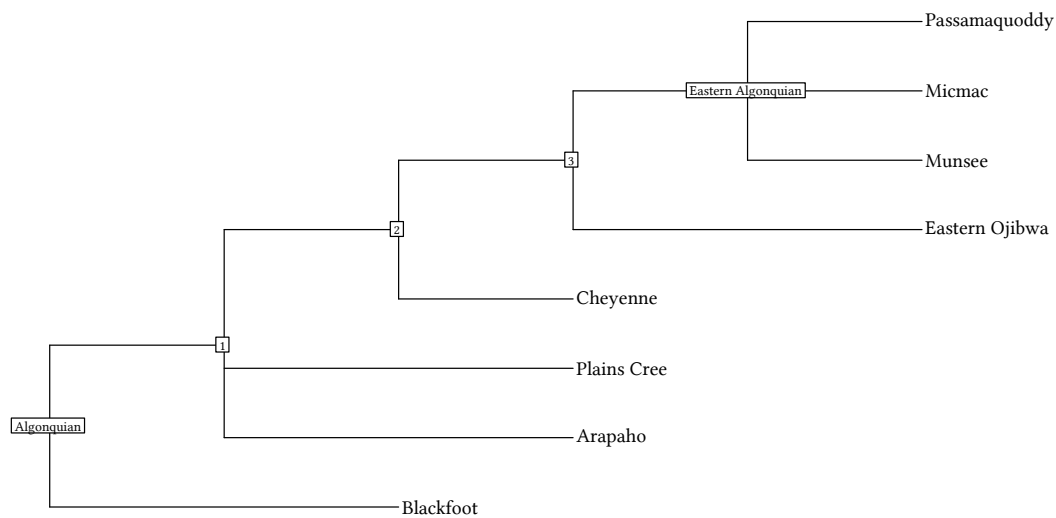 Passamaquoddy
Eastern Algonquian
Micmac
3
Munsee
2
Eastern Ojibwa
Cheyenne
1
Plains Cree
Algonquian
Arapaho
Blackfoot